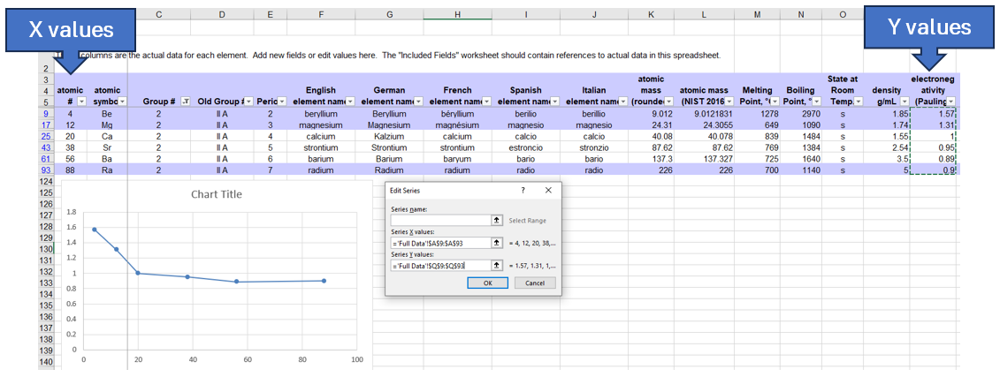 X values
Y values
C D E F G H I J K L M N O
columns are the actual data for each element. Add new fields or edit values here. The "Included Fields" worksheet should contain references to actual data in this spreadsheet.
2
3 atomic State at electroneg
4 atomic atomic English German French Spanish Italian mass atomic mass Melting Boiling Room density ativity
5 # symbo Group # Old Group # Perio element name element name element name element name element name (rounde (NIST 2016 Point, ° Point, ° Temp. g/mL (Pauling
9 4 Be 2 II A 2 beryllium Beryllium béryllium berilio berillio 9.012 9.0121831 1278 2970 s 1.85 1.57
17 12 Mg 2 II A 3 magnesium Magnesium magnésium magnesio magnesio 24.31 24.3055 649 1090 s 1.74 1.31
25 20 Ca 2 II A 4 calcium Kalzium calcium calcio calcio 40.08 40.078 839 1484 s 1.55 1
43 38 Sr 2 II A 5 strontium Strontium strontium estroncio stronzio 87.62 87.62 769 1384 s 2.54 0.95
61 56 Ba 2 II A 6 barium Barium baryum bario bario 137.3 137.327 725 1640 s 3.5 0.89
93 88 Ra 2 II A 7 radium Radium radium radio radio 226 226 700 1140 s 5 0.9
124
125
126
127
128
129
130
131
132
133
134
135
136
137
138
139
140
Chart Title
1.8
1.6
1.4
1.2
1
0.8
0.6
0.4
0.2
0
0 20 40 60 80 100
Edit Series ? ×
Series name:
Select Range
Series X values:
='Full Data'!$A$9:$A$93 = 4, 12, 20, 38,...
Series Y values:
='Full Data'!$Q$9:$Q$93 = 1.57, 1.31, 1,...
OK Cancel